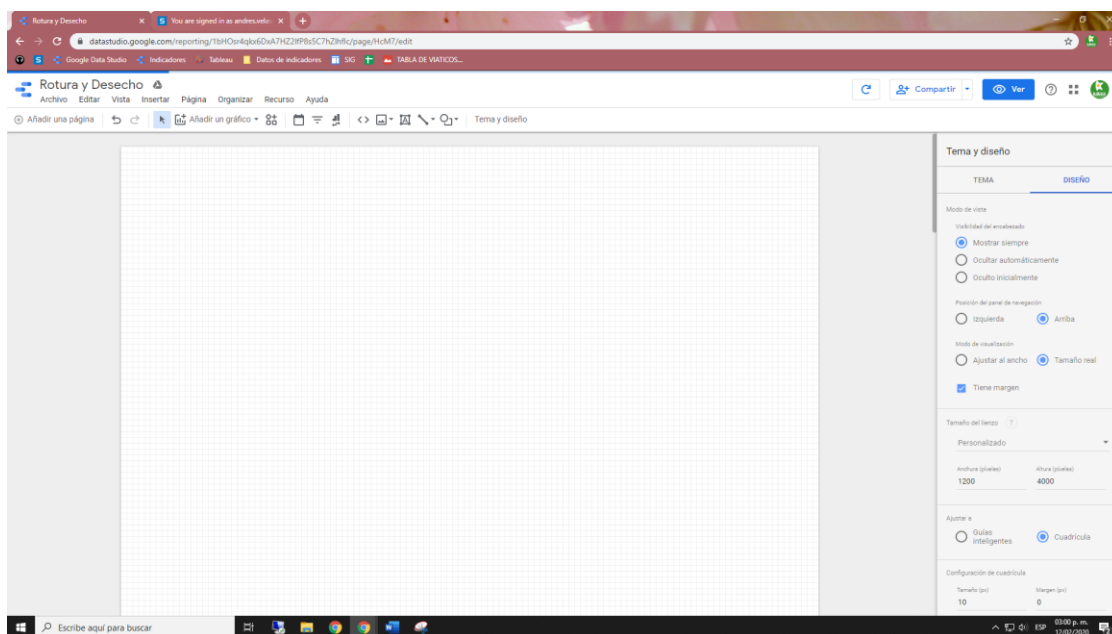 Rotura y Desecho
You are signed in as andres.vela
datastudio.google.com/reporting/1bHOsr4qkx6DxA7HZ2IfP8sSC7hZlhflc/page/HcM7/edit
Google Data Studio Indicadores Tableau Datos de indicadores SIG TABLA DE VIATICOS...
Rotura y Desecho
Archivo Editar Vista Insertar Página Organizar Recurso Ayuda
Compartir Ver
Añadir una página Añadir un gráfico Tema y diseño
Tema y diseño
TEMA DISEÑO
Modo de vista
Visibilidad del encabezado
Mostrar siempre
Ocultar automáticamente
Oculto inicialmente
Posición del panel de navegación
Izquierda Arriba
Modo de visualización
Ajustar al ancho Tamaño real
Tiene margen
Tamaño del lienzo ?
Personalizado
Anchura (píxeles) Altura (píxeles)
1200 4000
Ajustar a
Guías inteligentes Cuadrícula
Configuración de cuadrícula
Tamaño (px) Margen (px)
10 0
Escribe aquí para buscar
ESP 03:00 p. m.
12/02/2020